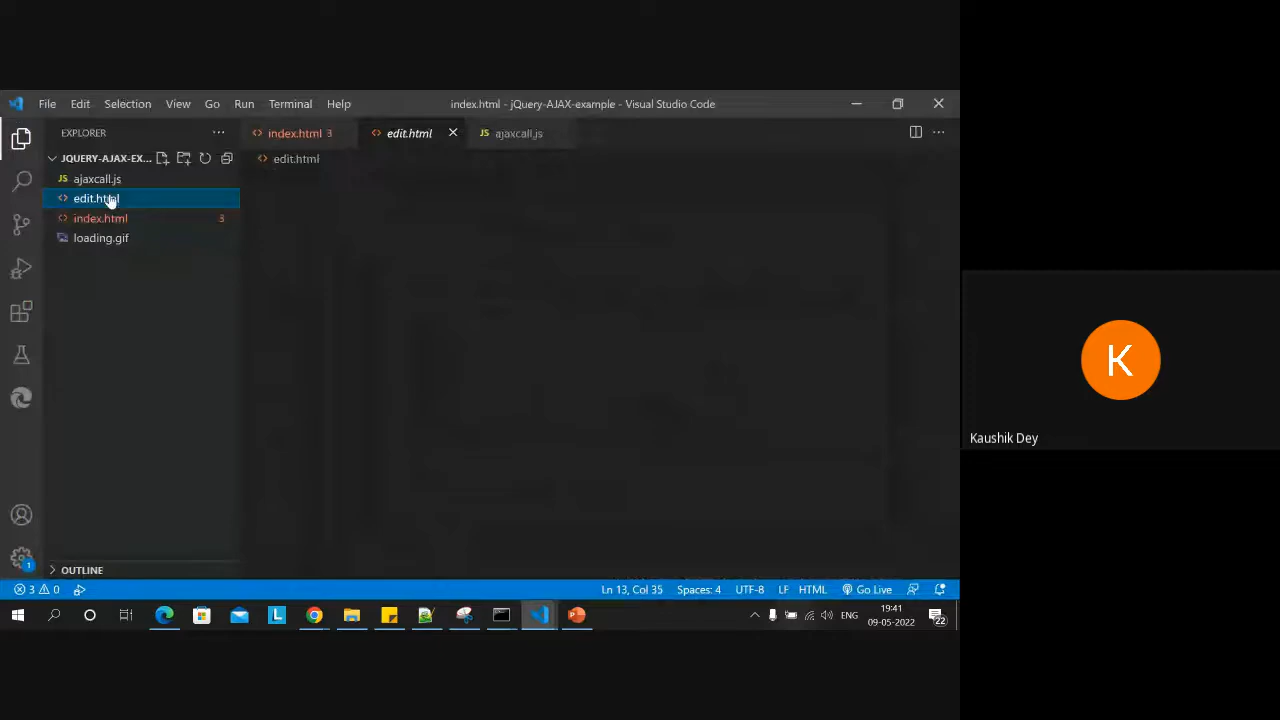 File Edit Selection View Go Run Terminal Help index.html - jQuery-AJAX-example - Visual Studio Code
EXPLORER
index.html 3 edit.html ajaxcall.js
JQUERY-AJAX-EX...
edit.html
JS ajaxcall.js
edit.html
index.html 3
loading.gif
K
Kaushik Dey
OUTLINE
1
3 0 Ln 13, Col 35 Spaces: 4 UTF-8 LF HTML Go Live
L ENG 19:41
09-05-2022 22